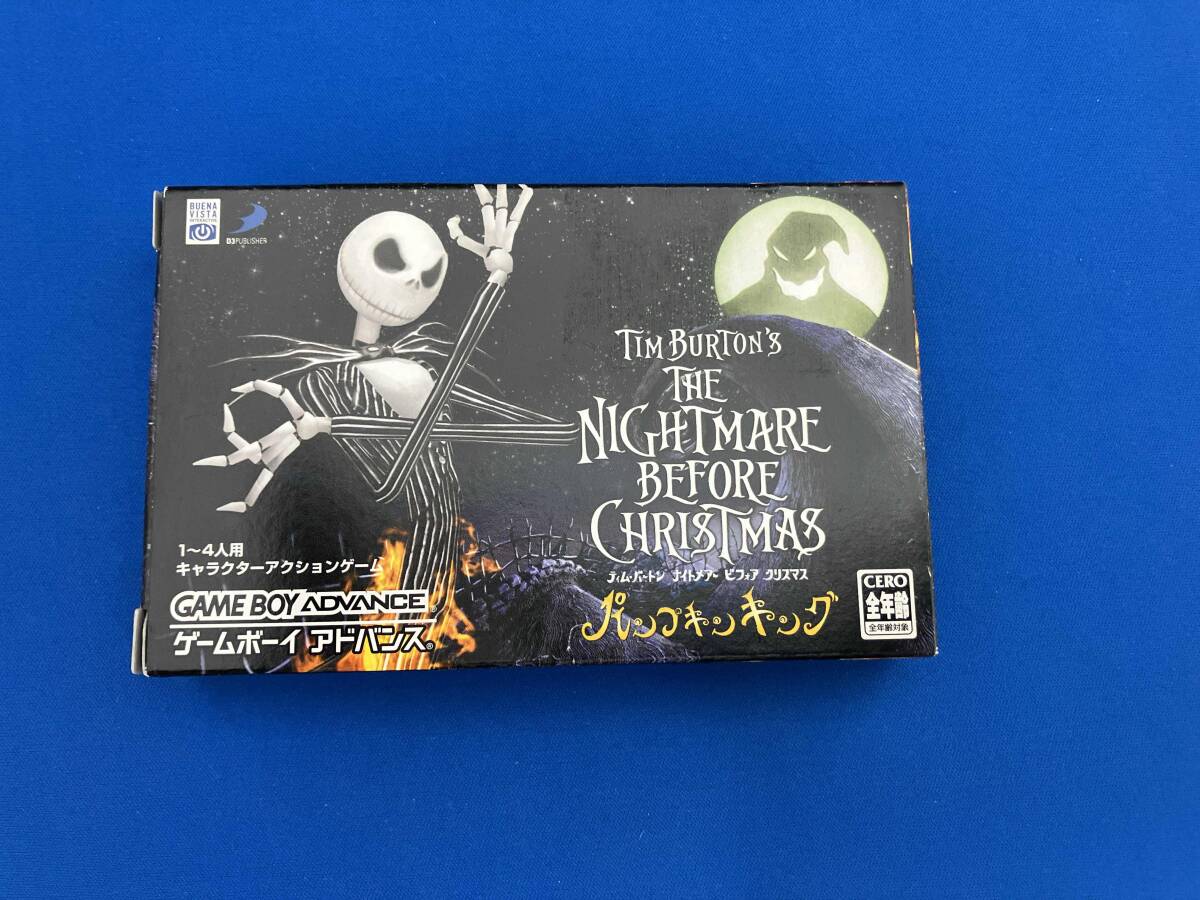 BUENA
VISTA
INTERACTIVE
D3PUBLISHER
TIM BURTON'S
THE
NIGHTMARE
BEFORE
CHRISTMAS
ティム・バートン ナイトメアー ビフォア クリスマス
パンプキン キング
1～4人用
キャラクターアクションゲーム
GAME BOY ADVANCE
ゲームボーイ アドバンス®
CERO
全年齢
全年齢対象